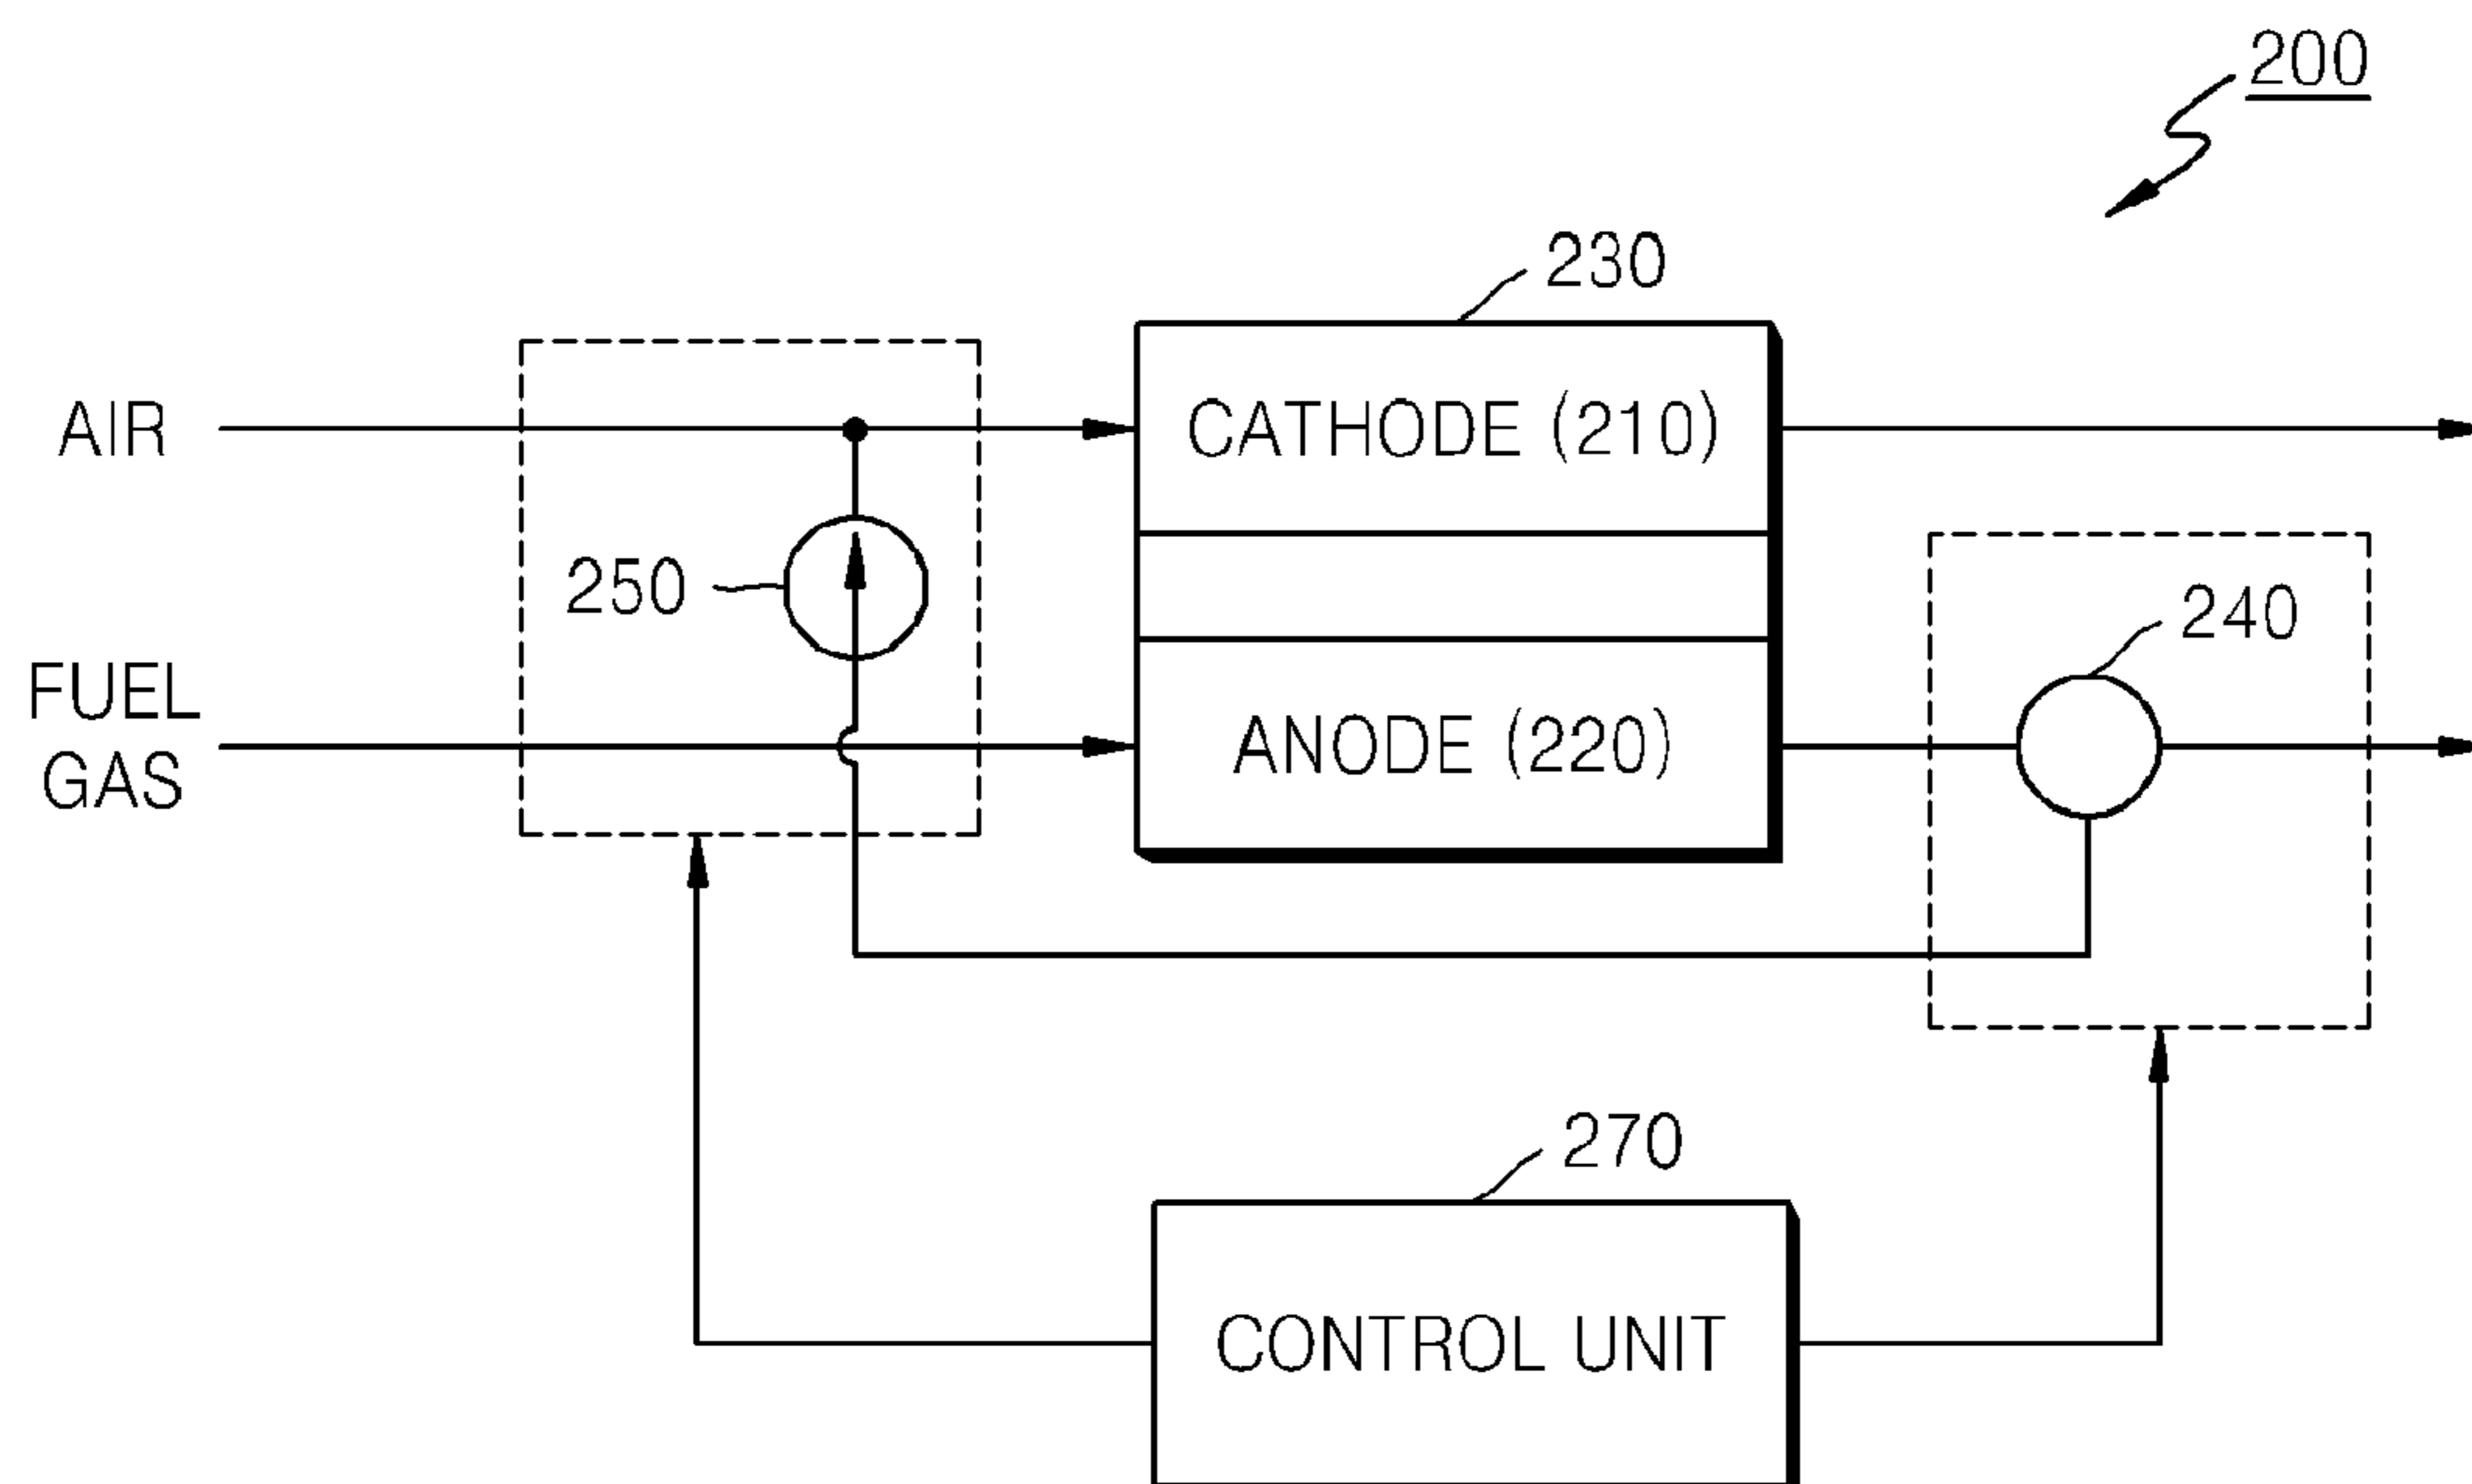 200
230
AIR
CATHODE (210)
250
240
FUEL
GAS
ANODE (220)
270
CONTROL UNIT